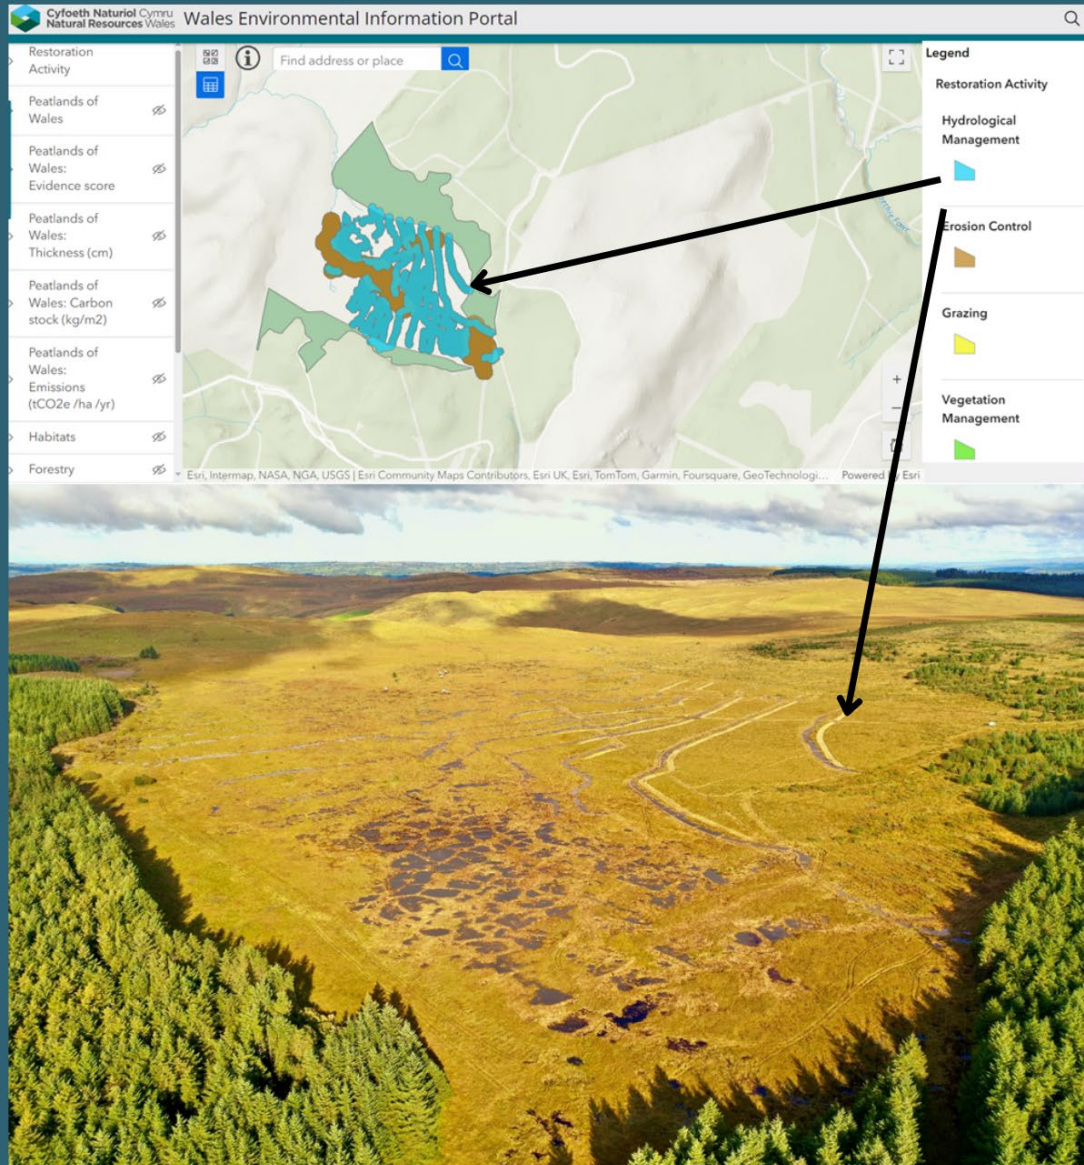 Cyfoeth Naturiol Cymru
Natural Resources Wales
Wales Environmental Information Portal
Restoration
Activity
Peatlands of
Wales
Peatlands of
Wales:
Evidence score
Peatlands of
Wales:
Thickness (cm)
Peatlands of
Wales: Carbon
stock (kg/m2)
Peatlands of
Wales:
Emissions
(tCO2e /ha /yr)
Habitats
Forestry
Find address or place
Esri, Intermap, NASA, NGA, USGS | Esri Community Maps Contributors, Esri UK, Esri, TomTom, Garmin, Foursquare, GeoTechnologi...
Powered by Esri
Legend
Restoration Activity
Hydrological
Management
Erosion Control
Grazing
Vegetation
Management